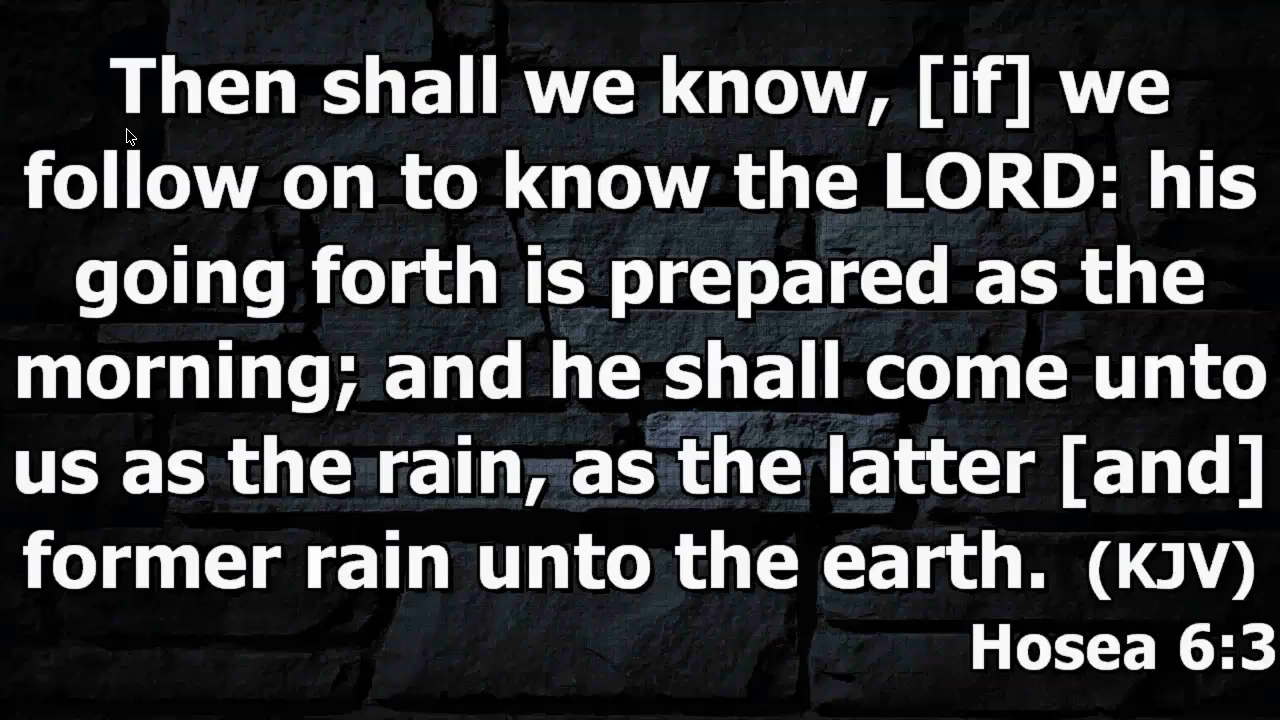 Then shall we know, [if] we
follow on to know the LORD: his
going forth is prepared as the
morning; and he shall come unto
us as the rain, as the latter [and]
former rain unto the earth. (KJV)
Hosea 6:3